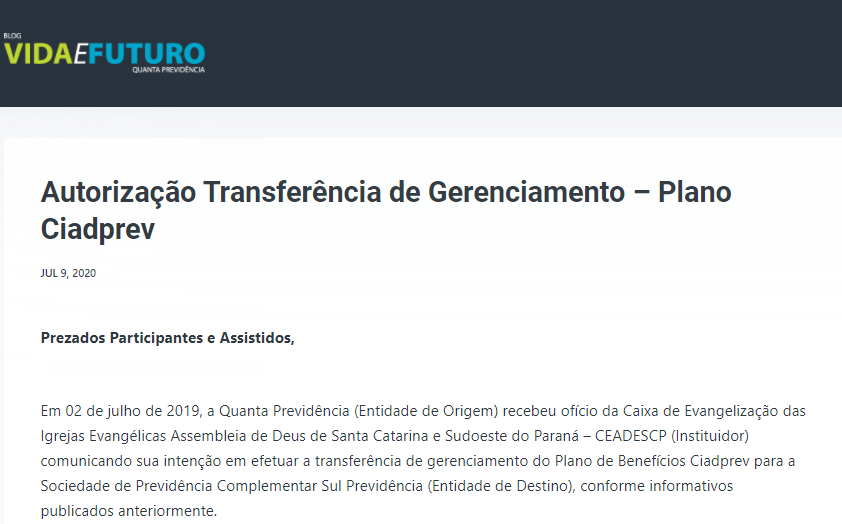 BLOG
VIDAEFUTURO
QUANTA PREVIDÊNCIA
Autorização Transferência de Gerenciamento – Plano
Ciadprev
JUL 9, 2020
Prezados Participantes e Assistidos,
Em 02 de julho de 2019, a Quanta Previdência (Entidade de Origem) recebeu ofício da Caixa de Evangelização das
Igrejas Evangélicas Assembleia de Deus de Santa Catarina e Sudoeste do Paraná – CEADESCP (Instituidor)
comunicando sua intenção em efetuar a transferência de gerenciamento do Plano de Benefícios Ciadprev para a
Sociedade de Previdência Complementar Sul Previdência (Entidade de Destino), conforme informativos
publicados anteriormente.